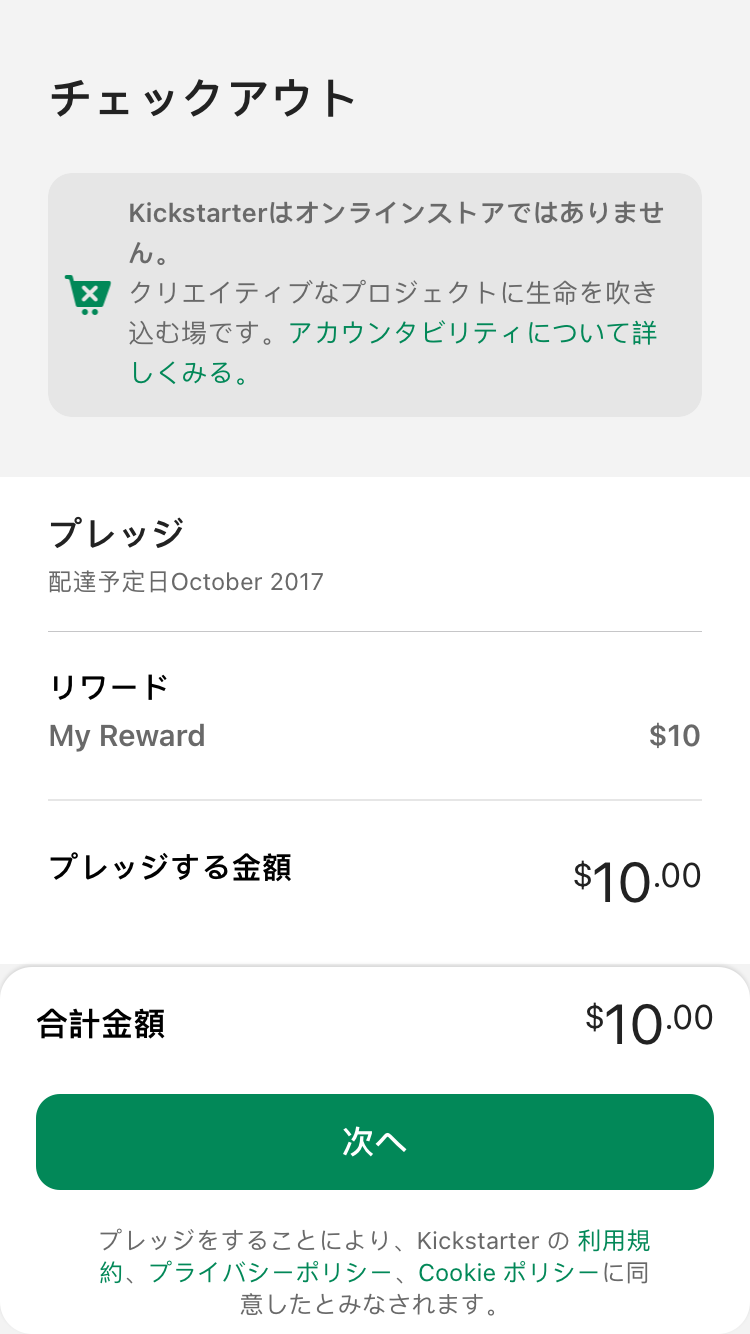 チェックアウト
Kickstarterはオンラインストアではありませ
ん。
クリエイティブなプロジェクトに生命を吹き
込む場です。アカウンタビリティについて詳
しくみる。
プレッジ
配達予定日October 2017
リワード
My Reward $10
プレッジする金額 $10.00
合計金額 $10.00
次へ
プレッジをすることにより、Kickstarter の 利用規
約、プライバシーポリシー、Cookie ポリシーに同
意したとみなされます。